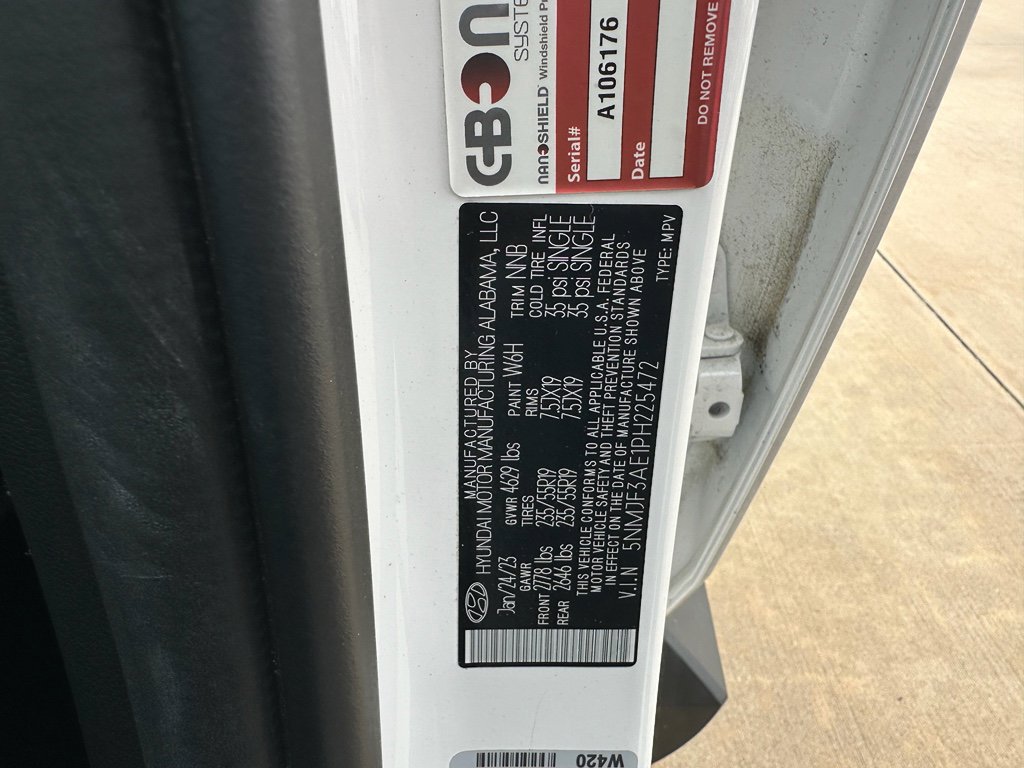 C-BON
SYSTE
NANOSHIELD Windshield Pr
Serial# A106176
Date
DO NOT REMOVE
MANUFACTURED BY
HYUNDAI MOTOR MANUFACTURING ALABAMA, LLC
Jan/24/23 GVWR 4629 lbs PAINT W6H TRIM NNB
GAWR TIRES RIMS COLD TIRE INFL
FRONT 2778 lbs 235/55R19 7.5JX19 35 psi SINGLE
REAR 2646 lbs 235/55R19 7.5JX19 35 psi SINGLE
THIS VEHICLE CONFORMS TO ALL APPLICABLE U.S.A. FEDERAL
MOTOR VEHICLE SAFETY AND THEFT PREVENTION STANDARDS
IN EFFECT ON THE DATE OF MANUFACTURE SHOWN ABOVE
V.I.N 5NMJF3AE1PH225472
TYPE: MPV
W420